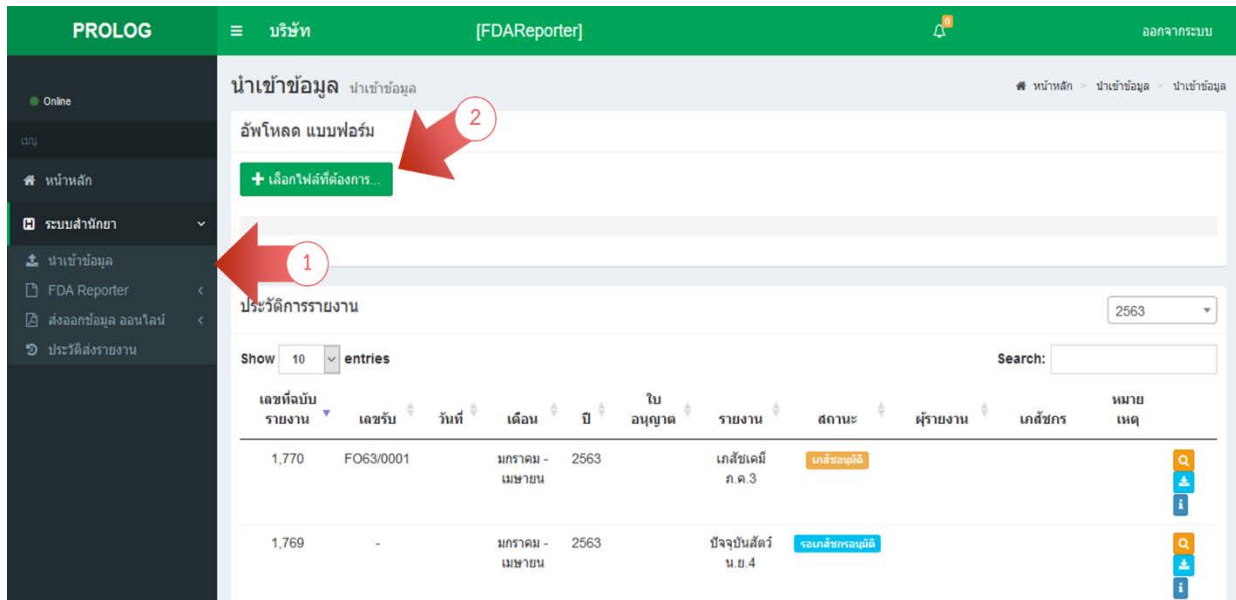 PROLOG
บริษัท
[FDAReporter]
0
ออกจากระบบ
Online
เมนู
หน้าหลัก
ระบบสำนักยา
นำเข้าข้อมูล
FDA Reporter
ส่งออกข้อมูล ออนไลน์
ประวัติส่งรายงาน
นำเข้าข้อมูล นำเข้าข้อมูล
หน้าหลัก > นำเข้าข้อมูล > นำเข้าข้อมูล
อัพโหลด แบบฟอร์ม
2
เลือกไฟล์ที่ต้องการ...
1
ประวัติการรายงาน
2563
Show 10 entries
Search:
เลขที่ฉบับ
รายงาน
เลขรับ
วันที่
เดือน
ปี
ใบ
อนุญาต
รายงาน
สถานะ
ผู้รายงาน
เภสัชกร
หมาย
เหตุ
1,770 FO63/0001 มกราคม - 2563 เภสัชเคมี เภสัชอนุมัติ
เมษายน ภ.ค.3
1,769 - มกราคม - 2563 ปัจจุบันสัตว์ รอเภสัชกรอนุมัติ
เมษายน น.ย.4